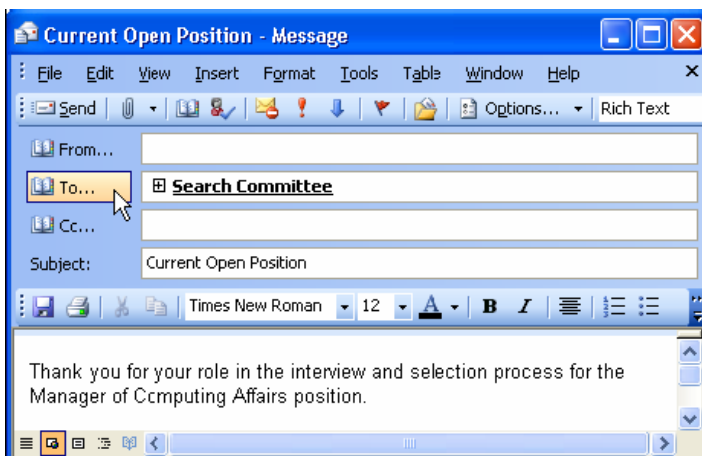 Current Open Position - Message
File Edit View Insert Format Tools Table Window Help
Send Options... Rich Text
From...
To... Search Committee
Cc...
Subject: Current Open Position
Times New Roman 12 A B I
Thank you for your role in the interview and selection process for the
Manager of Computing Affairs position.